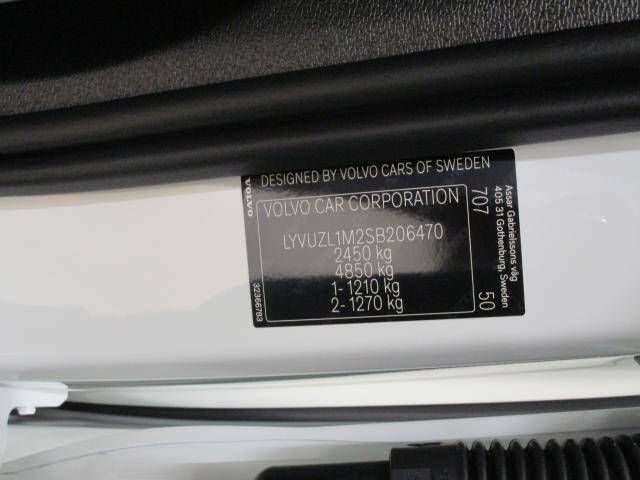 DESIGNED BY VOLVO CARS OF SWEDEN
VOLVO
VOLVO CAR CORPORATION
LYVUZL1M2SB206470
2450 kg
4850 kg
1- 1210 kg
2- 1270 kg
32366783
707
50
Assar Gabrielssons väg
405 31 Gothenburg, Sweden